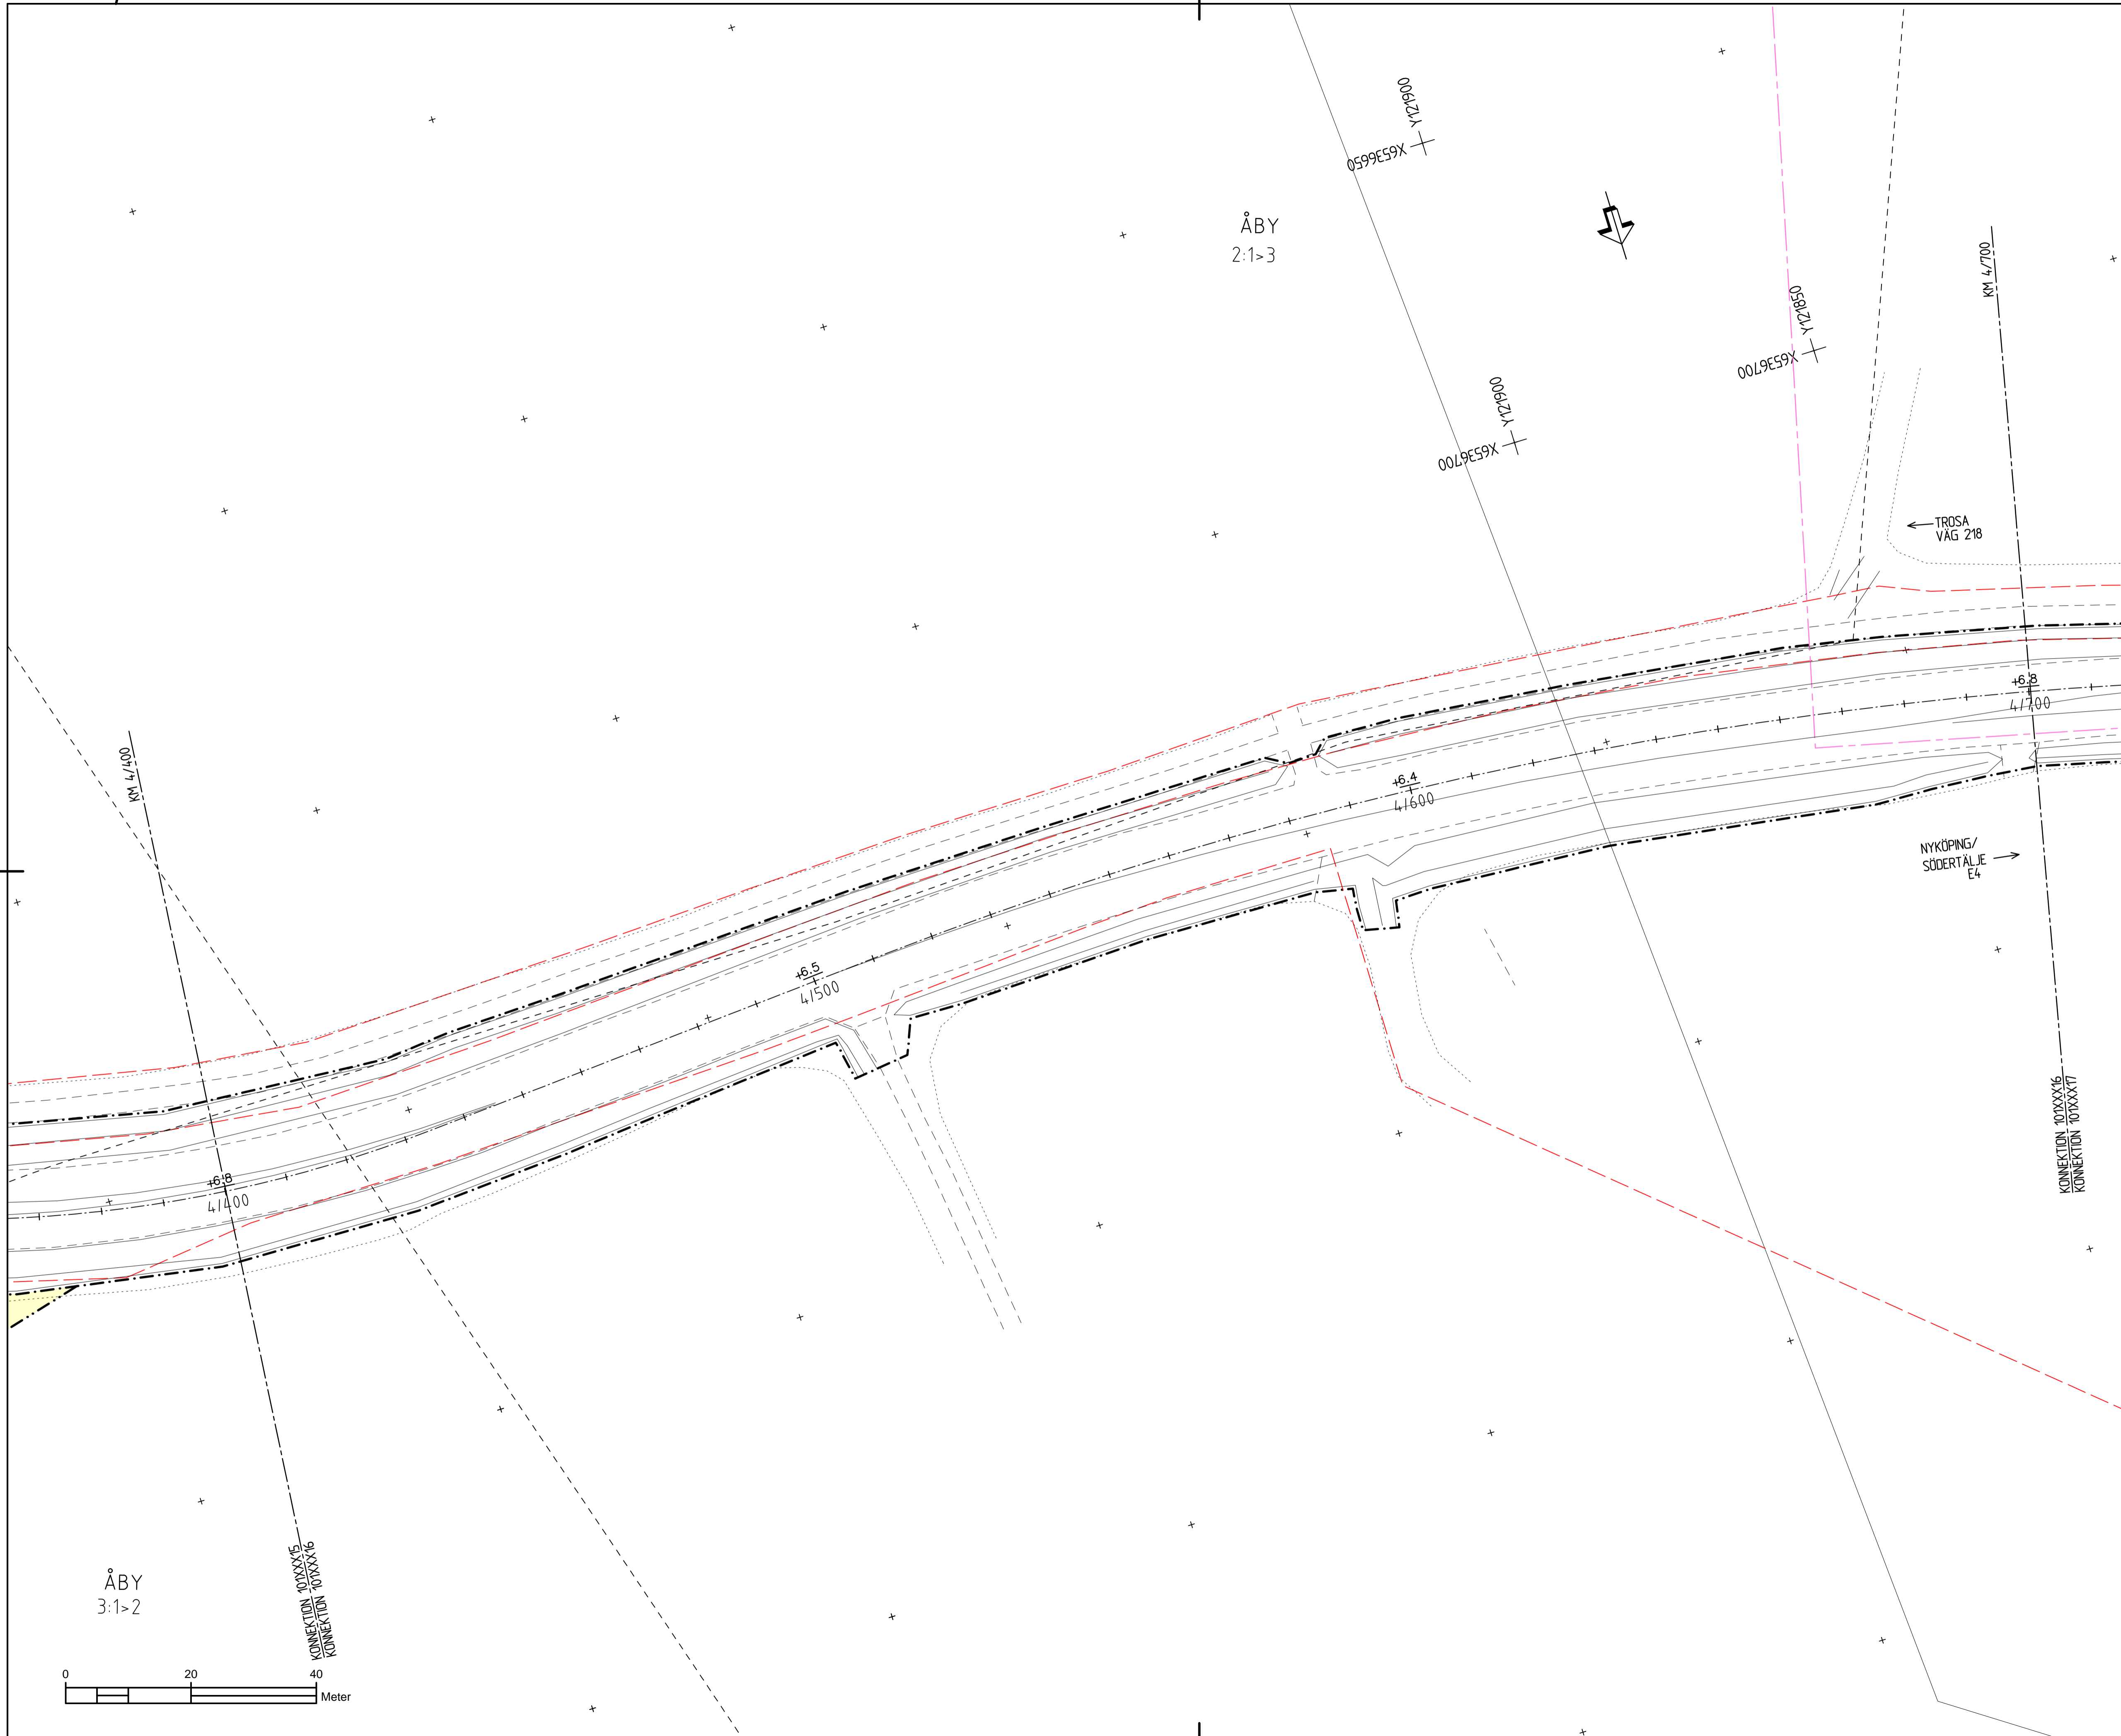 Y121900
X6536650
ÅBY
2:1>3
KM 4/700
Y121850
X6536700
Y121900
X6536700
TROSA
VÄG 218
+6.8
4/700
KM 4/400
+6.4
4/600
NYKÖPING/
SÖDERTÄLJE
E4
+6.5
4/500
KONNEKTION 101XXX16
KONNEKTION 101XXX17
+6.8
4/400
ÅBY
3:1>2
KONNEKTION 101XXX15
KONNEKTION 101XXX16
0 20 40
Meter